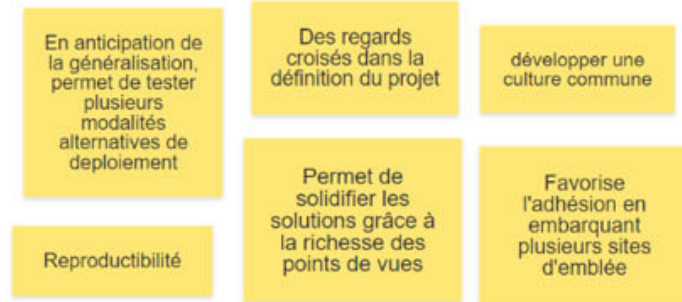 En anticipation de
la généralisation,
permet de tester
plusieurs
modalités
alternatives de
deploiement
Des regards
croisés dans la
définition du projet
développer une
culture commune
Reproductibilité
Permet de
solidifier les
solutions grâce à
la richesse des
points de vues
Favorise
l'adhésion en
embarquant
plusieurs sites
d'emblée